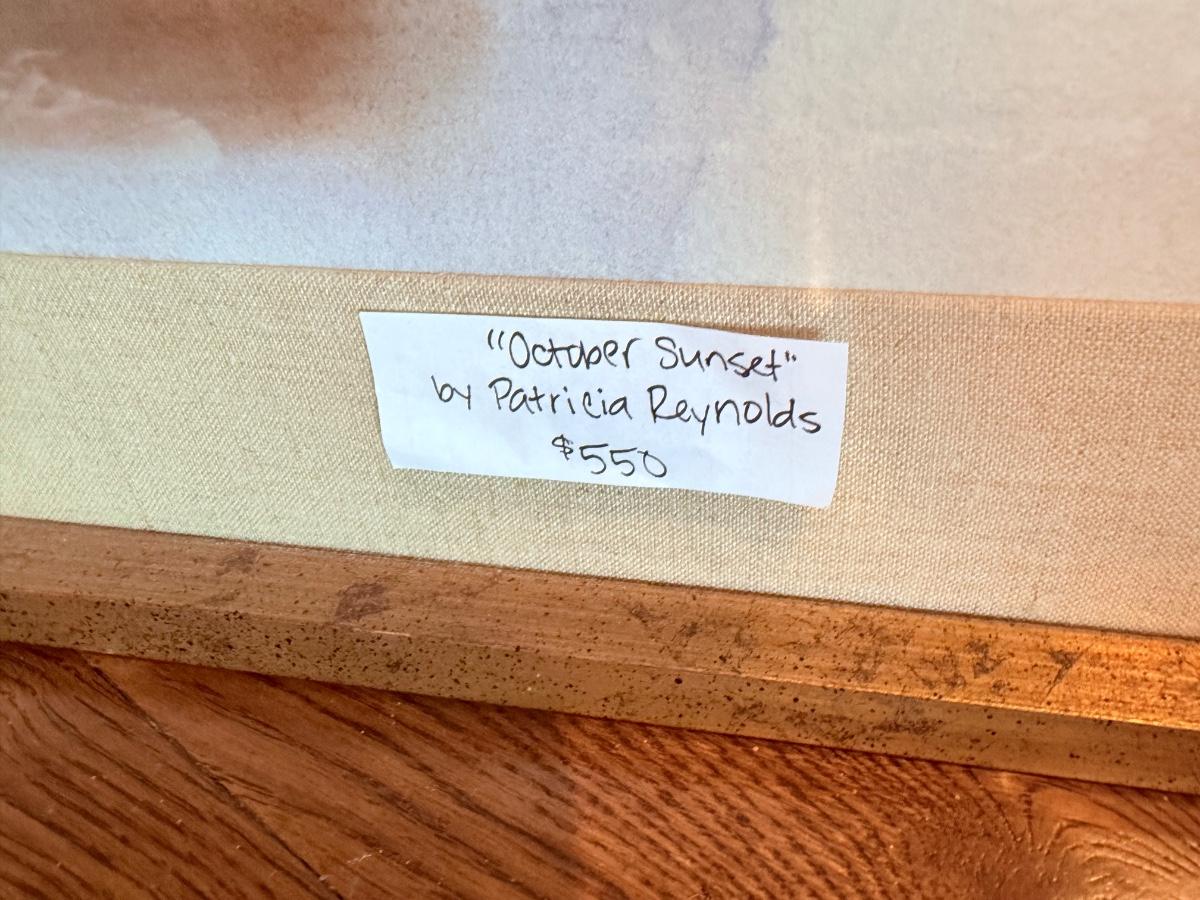 "October Sunset"
by Patricia Reynolds
$550